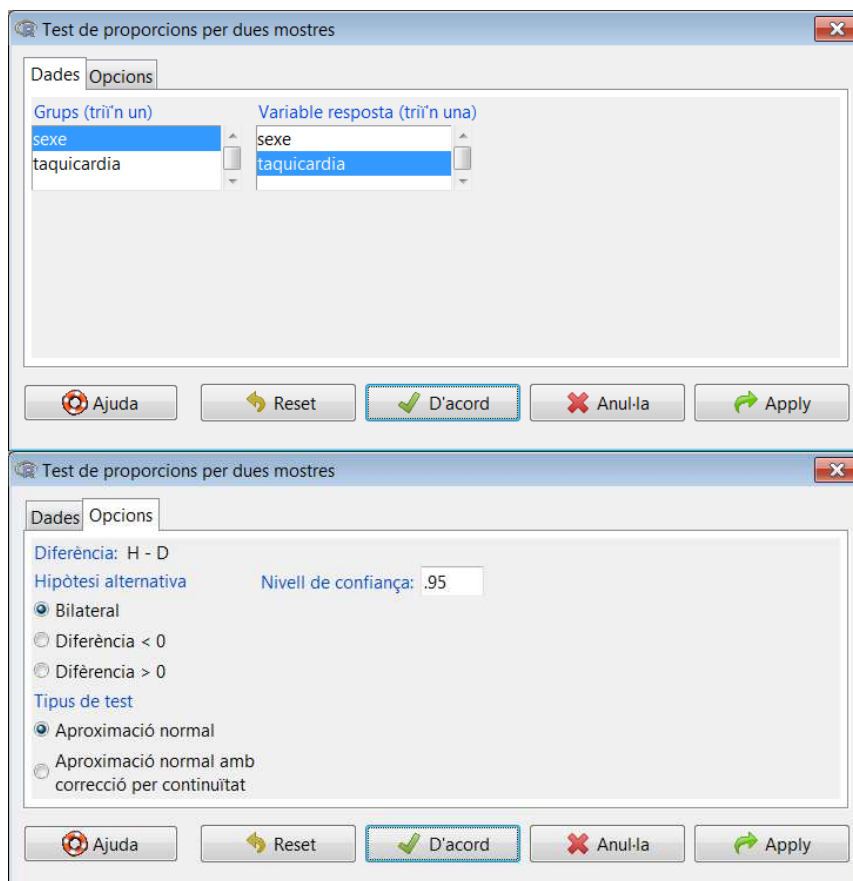 Test de proporcions per dues mostres
Dades Opcions
Grups (triï'n un) Variable resposta (triï'n una)
sexe sexe
taquicardia taquicardia
Ajuda Reset D'acord Anul·la Apply
Test de proporcions per dues mostres
Dades Opcions
Diferència: H - D
Hipòtesi alternativa Nivell de confiança: .95
Bilateral
Diferència < 0
Difèrencia > 0
Tipus de test
Aproximació normal
Aproximació normal amb
correcció per continuïtat
Ajuda Reset D'acord Anul·la Apply